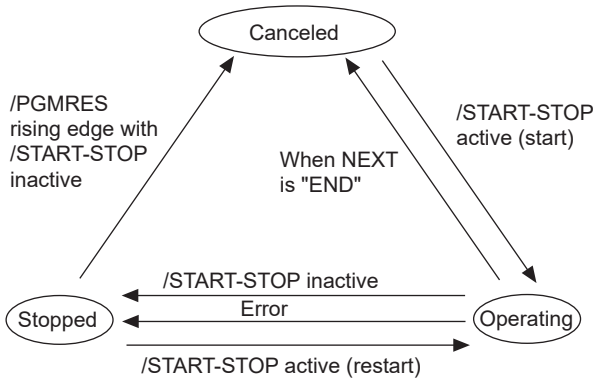 Canceled
/PGMRES
rising edge with
/START-STOP
inactive
/START-STOP
active (start)
When NEXT
is "END"
/START-STOP inactive
Error
Stopped
Operating
/START-STOP active (restart)